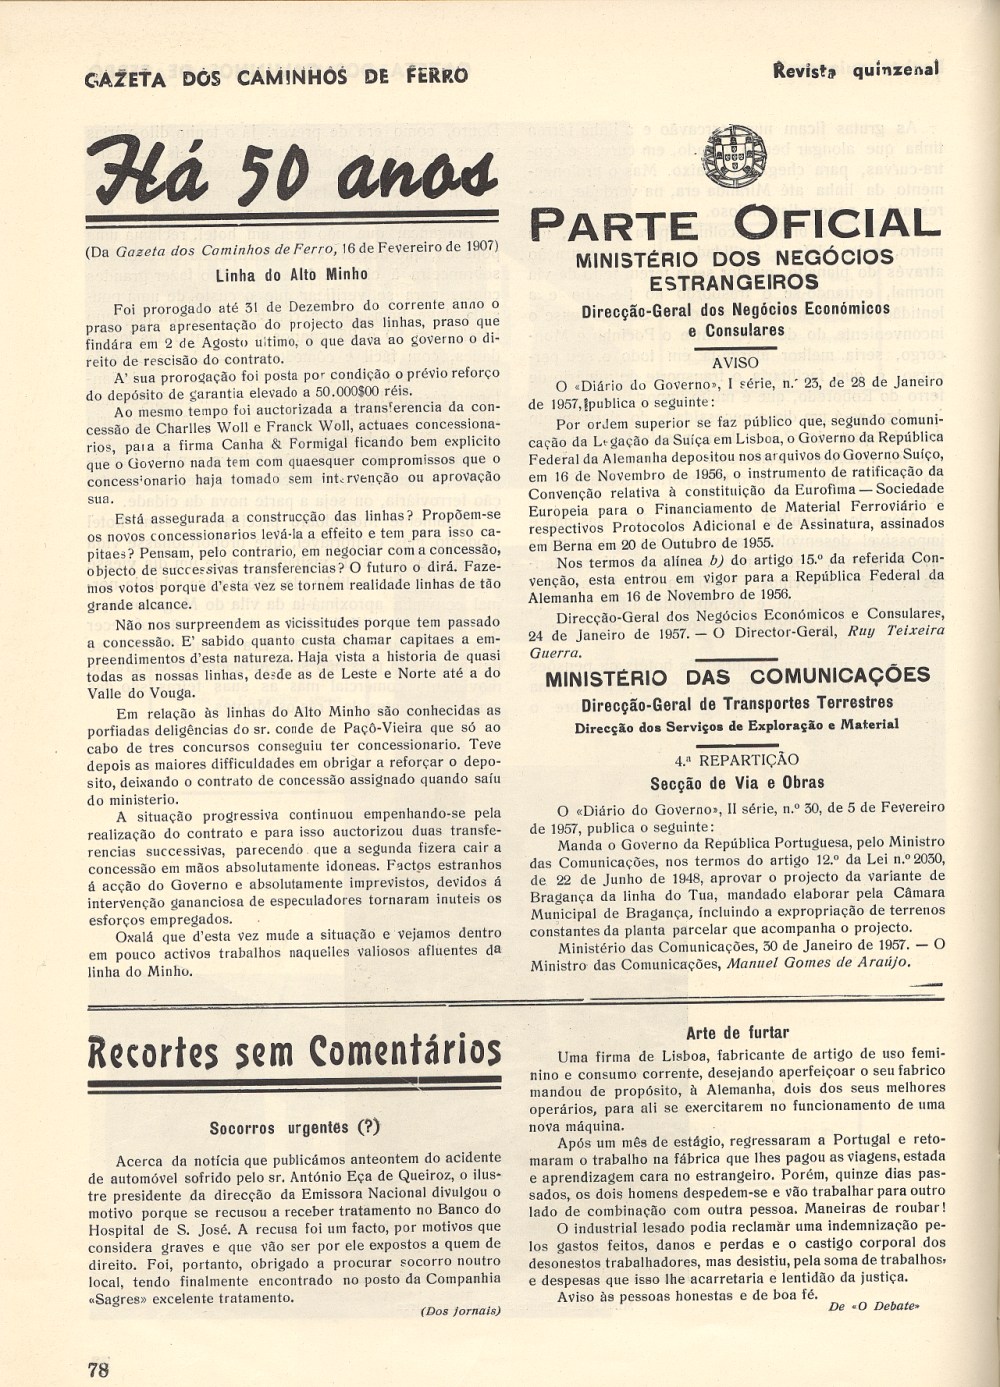 GAZETA DOS CAMINHOS DE FERRO
Revista quinzenal
Há 50 anos
(Da Gazeta dos Caminhos de Ferro, 16 de Fevereiro de 1907)
Linha do Alto Minho
Foi prorogado até 31 de Dezembro do corrente anno o
praso para apresentação do projecto das linhas, praso que
findára em 2 de Agosto ultimo, o que dava ao governo o di-
reito de rescisão do contrato.
A' sua prorogação foi posta por condição o prévio reforço
do depósito de garantia elevado a 50.000$00 réis.
Ao mesmo tempo foi auctorizada a transferencia da con-
cessão de Charlles Woll e Franck Woll, actuaes concessiona-
rios, para a firma Canha & Formigal ficando bem explicito
que o Governo nada tem com quaesquer compromissos que o
concess'onario haja tomado sem intervenção ou aprovação
sua.
Está assegurada a construcção das linhas? Propõem-se
os novos concessionarios levá-la a effeito e tem para isso ca-
pitaes? Pensam, pelo contrario, em negociar com a concessão,
objecto de successivas transferencias? O futuro o dirá. Faze-
mos votos porque d'esta vez se tornem realidade linhas de tão
grande alcance.
Não nos surpreendem as vicissitudes porque tem passado
a concessão. E' sabido quanto custa chamar capitaes a em-
preendimentos d'esta natureza. Haja vista a historia de quasi
todas as nossas linhas, desde as de Leste e Norte até a do
Valle do Vouga.
Em relação às linhas do Alto Minho são conhecidas as
porfiadas deligências do sr. conde de Paçô-Vieira que só ao
cabo de tres concursos conseguiu ter concessionario. Teve
depois as maiores difficuldades em obrigar a reforçar o depo-
sito, deixando o contrato de concessão assignado quando saíu
do ministerio.
A situação progressiva continuou empenhando-se pela
realização do contrato e para isso auctorizou duas transfe-
rencias successivas, parecendo que a segunda fizera cair a
concessão em mãos absolutamente idoneas. Factos estranhos
á acção do Governo e absolutamente imprevistos, devidos á
intervenção gananciosa de especuladores tornaram inuteis os
esforços empregados.
Oxalá que d'esta vez mude a situação e vejamos dentro
em pouco activos trabalhos naquelles valiosos afluentes da
linha do Minho.
PARTE OFICIAL
MINISTÉRIO DOS NEGÓCIOS
ESTRANGEIROS
Direcção-Geral dos Negócios Económicos
e Consulares
AVISO
O «Diário do Governo», I série, n.º 23, de 28 de Janeiro
de 1957, publica o seguinte:
Por ordem superior se faz público que, segundo comuni-
cação da Legação da Suíça em Lisboa, o Governo da República
Federal da Alemanha depositou nos arquivos do Governo Suíço,
em 16 de Novembro de 1956, o instrumento de ratificação da
Convenção relativa à constituição da Eurofima — Sociedade
Europeia para o Financiamento de Material Ferroviário e
respectivos Protocolos Adicional e de Assinatura, assinados
em Berna em 20 de Outubro de 1955.
Nos termos da alínea b) do artigo 15.º da referida Con-
venção, esta entrou em vigor para a República Federal da
Alemanha em 16 de Novembro de 1956.
Direcção-Geral dos Negócios Económicos e Consulares,
24 de Janeiro de 1957. — O Director-Geral, Ruy Teixeira
Guerra.
MINISTÉRIO DAS COMUNICAÇÕES
Direcção-Geral de Transportes Terrestres
Direcção dos Serviços de Exploração e Material
4.ª REPARTIÇÃO
Secção de Via e Obras
O «Diário do Governo», II série, n.º 30, de 5 de Fevereiro
de 1957, publica o seguinte:
Manda o Governo da República Portuguesa, pelo Ministro
das Comunicações, nos termos do artigo 12.º da Lei n.º 2030,
de 22 de Junho de 1948, aprovar o projecto da variante de
Bragança da linha do Tua, mandado elaborar pela Câmara
Municipal de Bragança, incluindo a expropriação de terrenos
constantes da planta parcelar que acompanha o projecto.
Ministério das Comunicações, 30 de Janeiro de 1957. — O
Ministro das Comunicações, Manuel Gomes de Araújo.
Recortes sem Comentários
Socorros urgentes (?)
Acerca da notícia que publicámos anteontem do acidente
de automóvel sofrido pelo sr. António Eça de Queiroz, o ilus-
tre presidente da direcção da Emissora Nacional divulgou o
motivo porque se recusou a receber tratamento no Banco do
Hospital de S. José. A recusa foi um facto, por motivos que
considera graves e que vão ser por ele expostos a quem de
direito. Foi, portanto, obrigado a procurar socorro noutro
local, tendo finalmente encontrado no posto da Companhia
«Sagres» excelente tratamento.
(Dos jornais)
Arte de furtar
Uma firma de Lisboa, fabricante de artigo de uso femi-
nino e consumo corrente, desejando aperfeiçoar o seu fabrico
mandou de propósito, à Alemanha, dois dos seus melhores
operários, para ali se exercitarem no funcionamento de uma
nova máquina.
Após um mês de estágio, regressaram a Portugal e reto-
maram o trabalho na fábrica que lhes pagou as viagens, estada
e aprendizagem cara no estrangeiro. Porém, quinze dias pas-
sados, os dois homens despedem-se e vão trabalhar para outro
lado de combinação com outra pessoa. Maneiras de roubar!
O industrial lesado podia reclamar uma indemnização pe-
los gastos feitos, danos e perdas e o castigo corporal dos
desonestos trabalhadores, mas desistiu, pela soma de trabalhos,
e despesas que isso lhe acarretaria e lentidão da justiça.
Aviso às pessoas honestas e de boa fé.
De «O Debate»
78